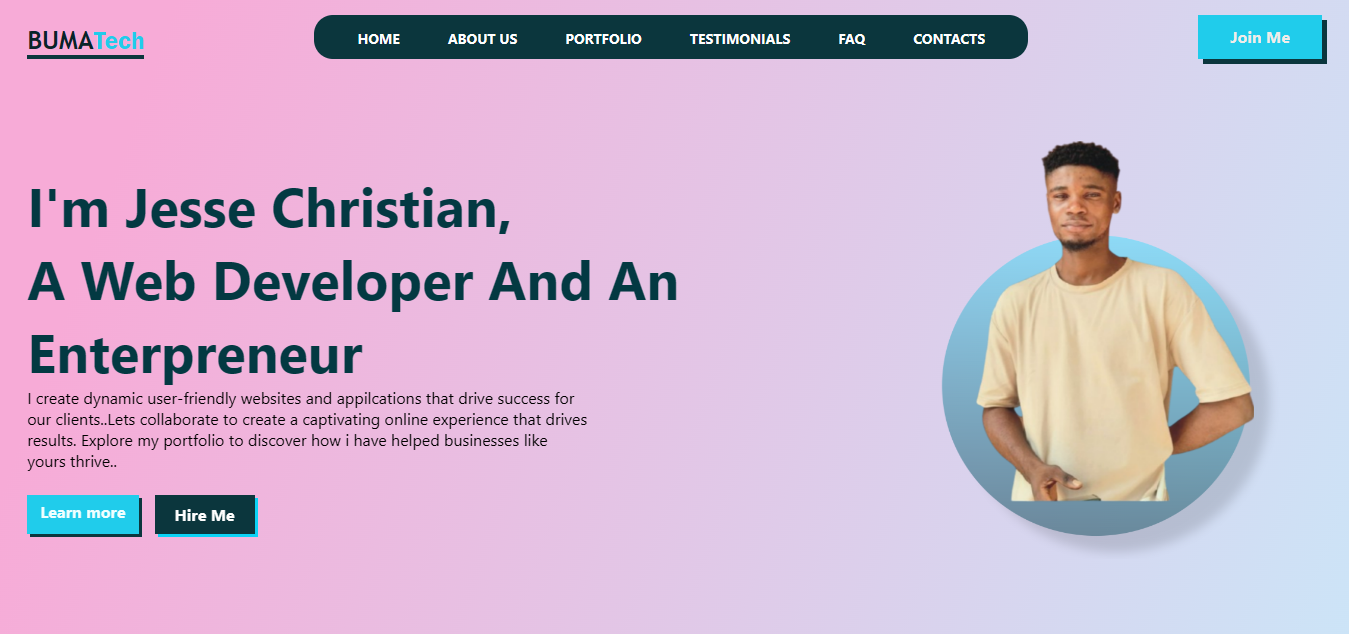 BUMATech
HOME ABOUT US PORTFOLIO TESTIMONIALS FAQ CONTACTS
Join Me
I'm Jesse Christian,
A Web Developer And An
Enterpreneur
I create dynamic user-friendly websites and appilcations that drive success for
our clients..Lets collaborate to create a captivating online experience that drives
results. Explore my portfolio to discover how i have helped businesses like
yours thrive..
Learn more Hire Me